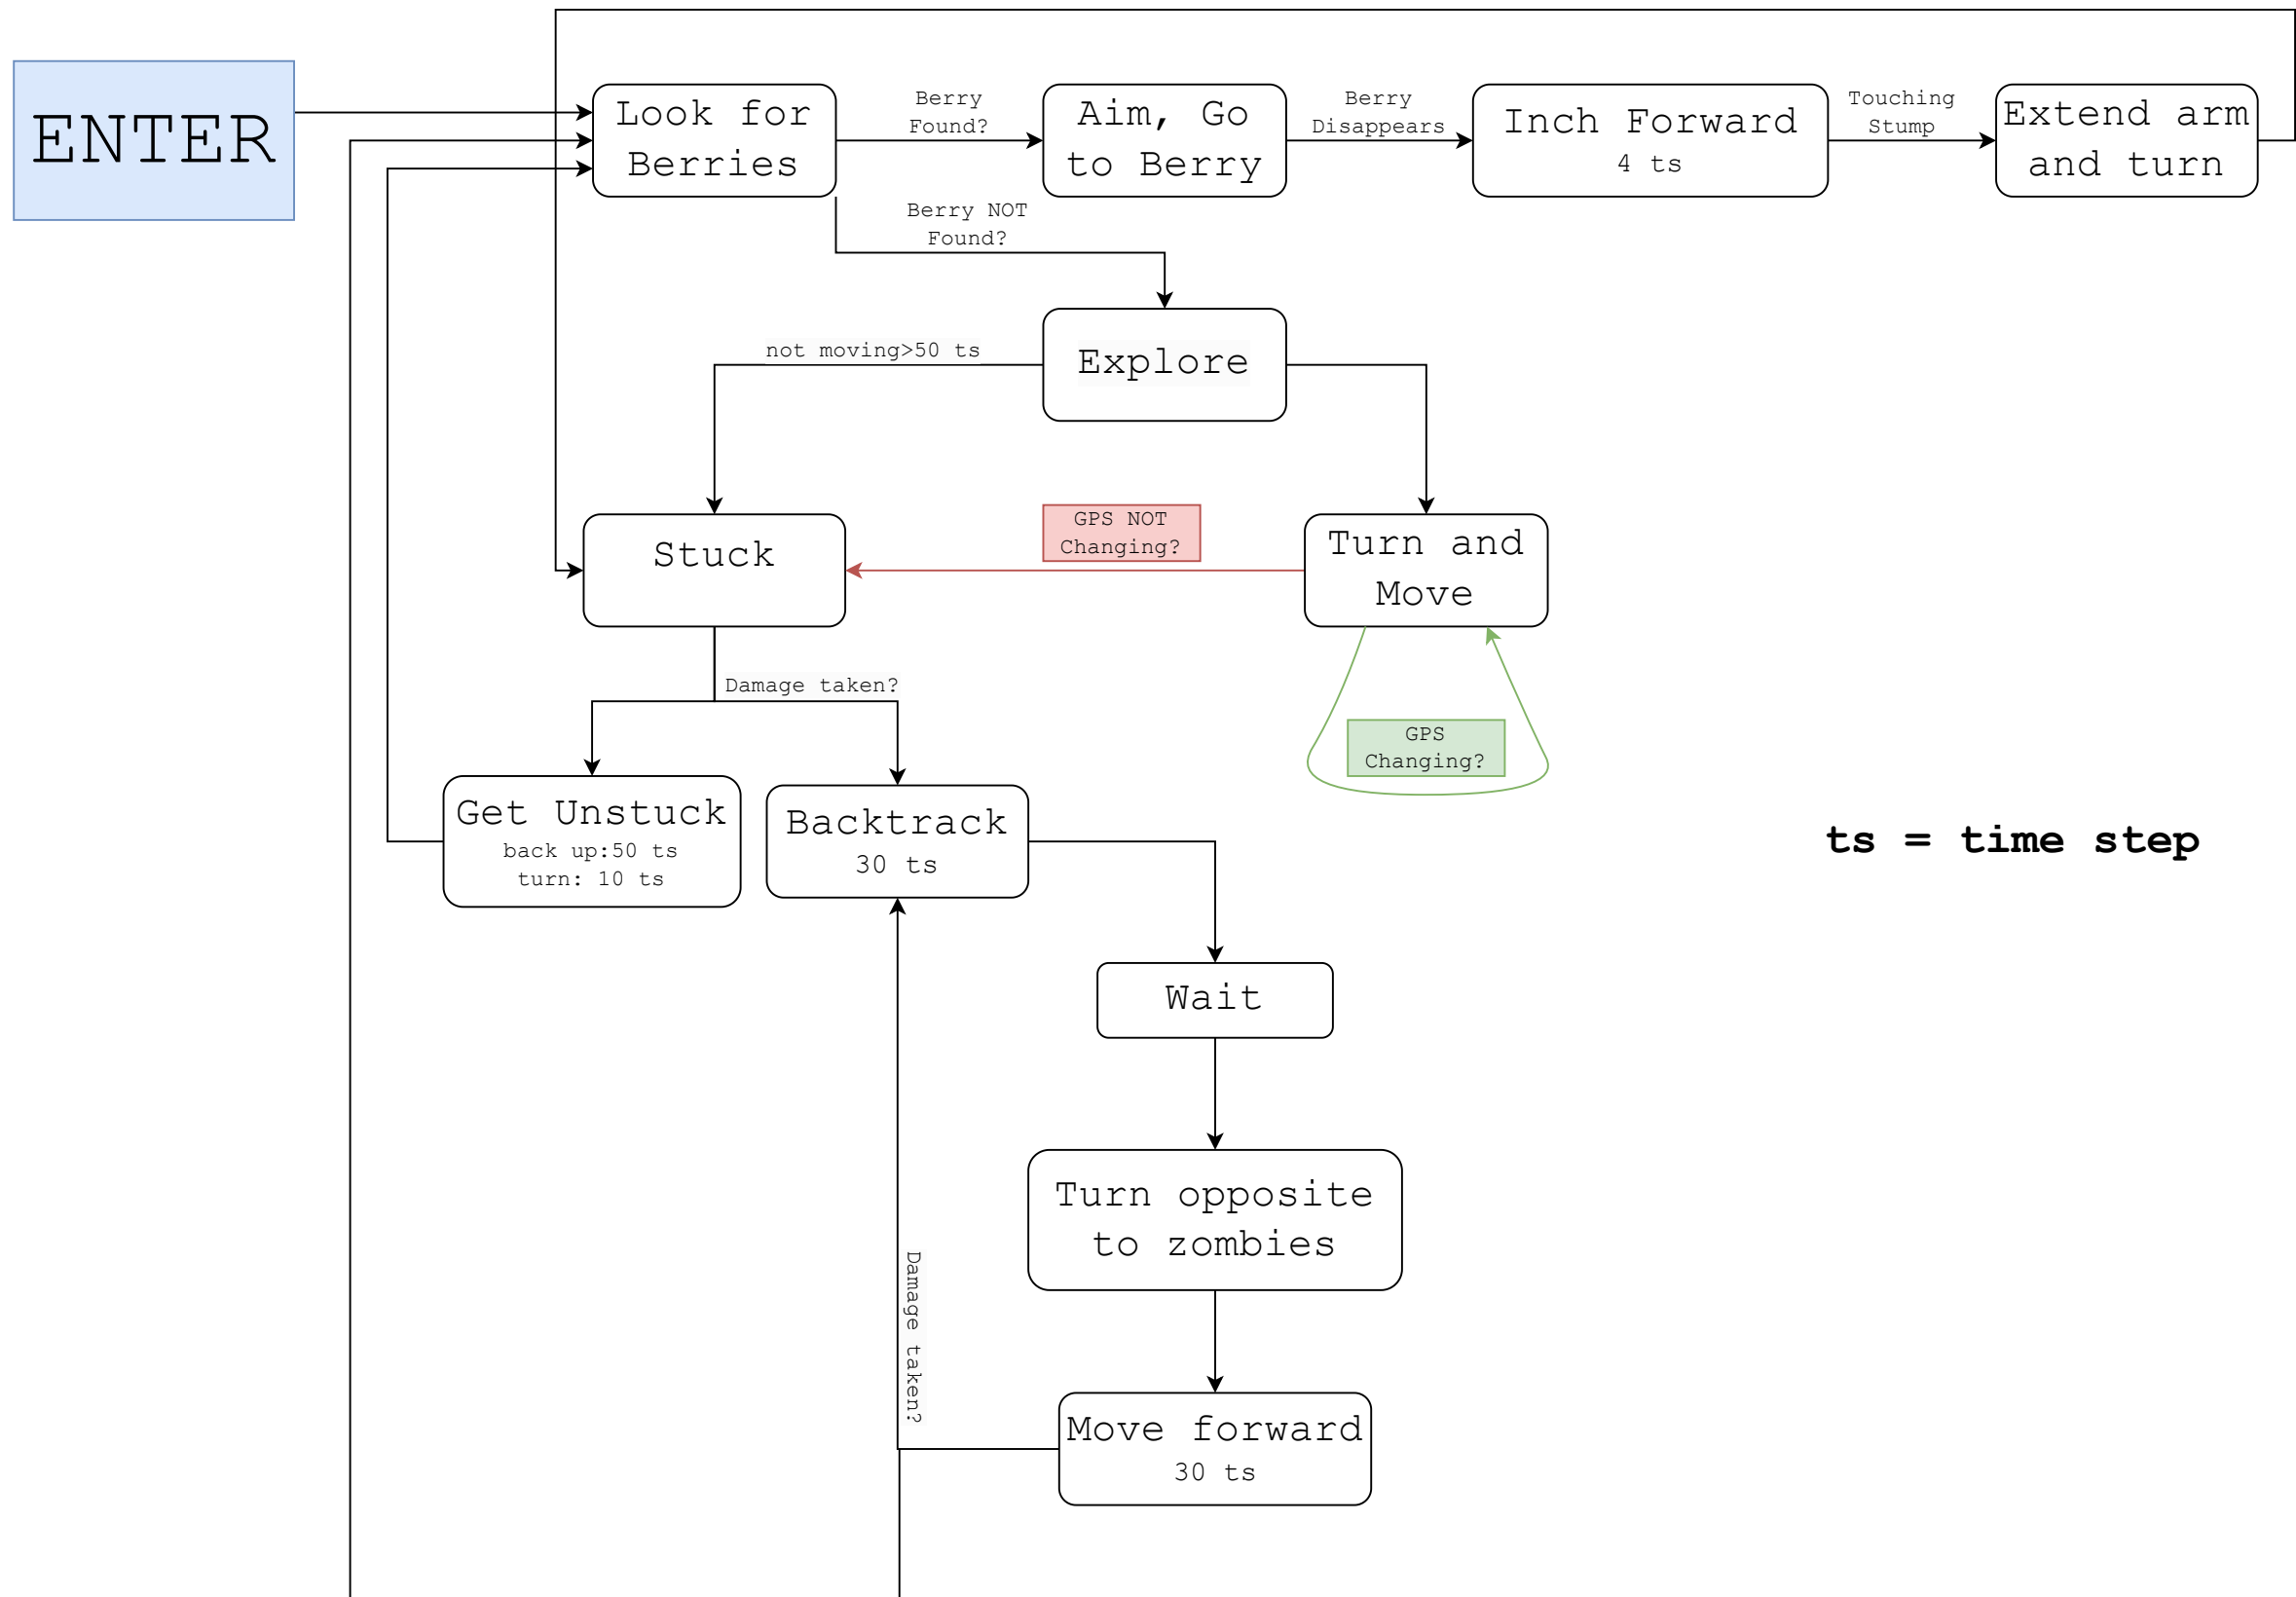 ENTER
Look for
Berries
Berry
Found?
Aim, Go
to Berry
Berry
Disappears
Inch Forward
4 ts
Touching
Stump
Extend arm
and turn
Berry NOT
Found?
not moving>50 ts
Explore
Stuck
GPS NOT
Changing?
Turn and
Move
Damage taken?
GPS
Changing?
Get Unstuck
back up:50 ts
turn: 10 ts
Backtrack
30 ts
ts = time step
Wait
Turn opposite
to zombies
Damage taken?
Move forward
30 ts